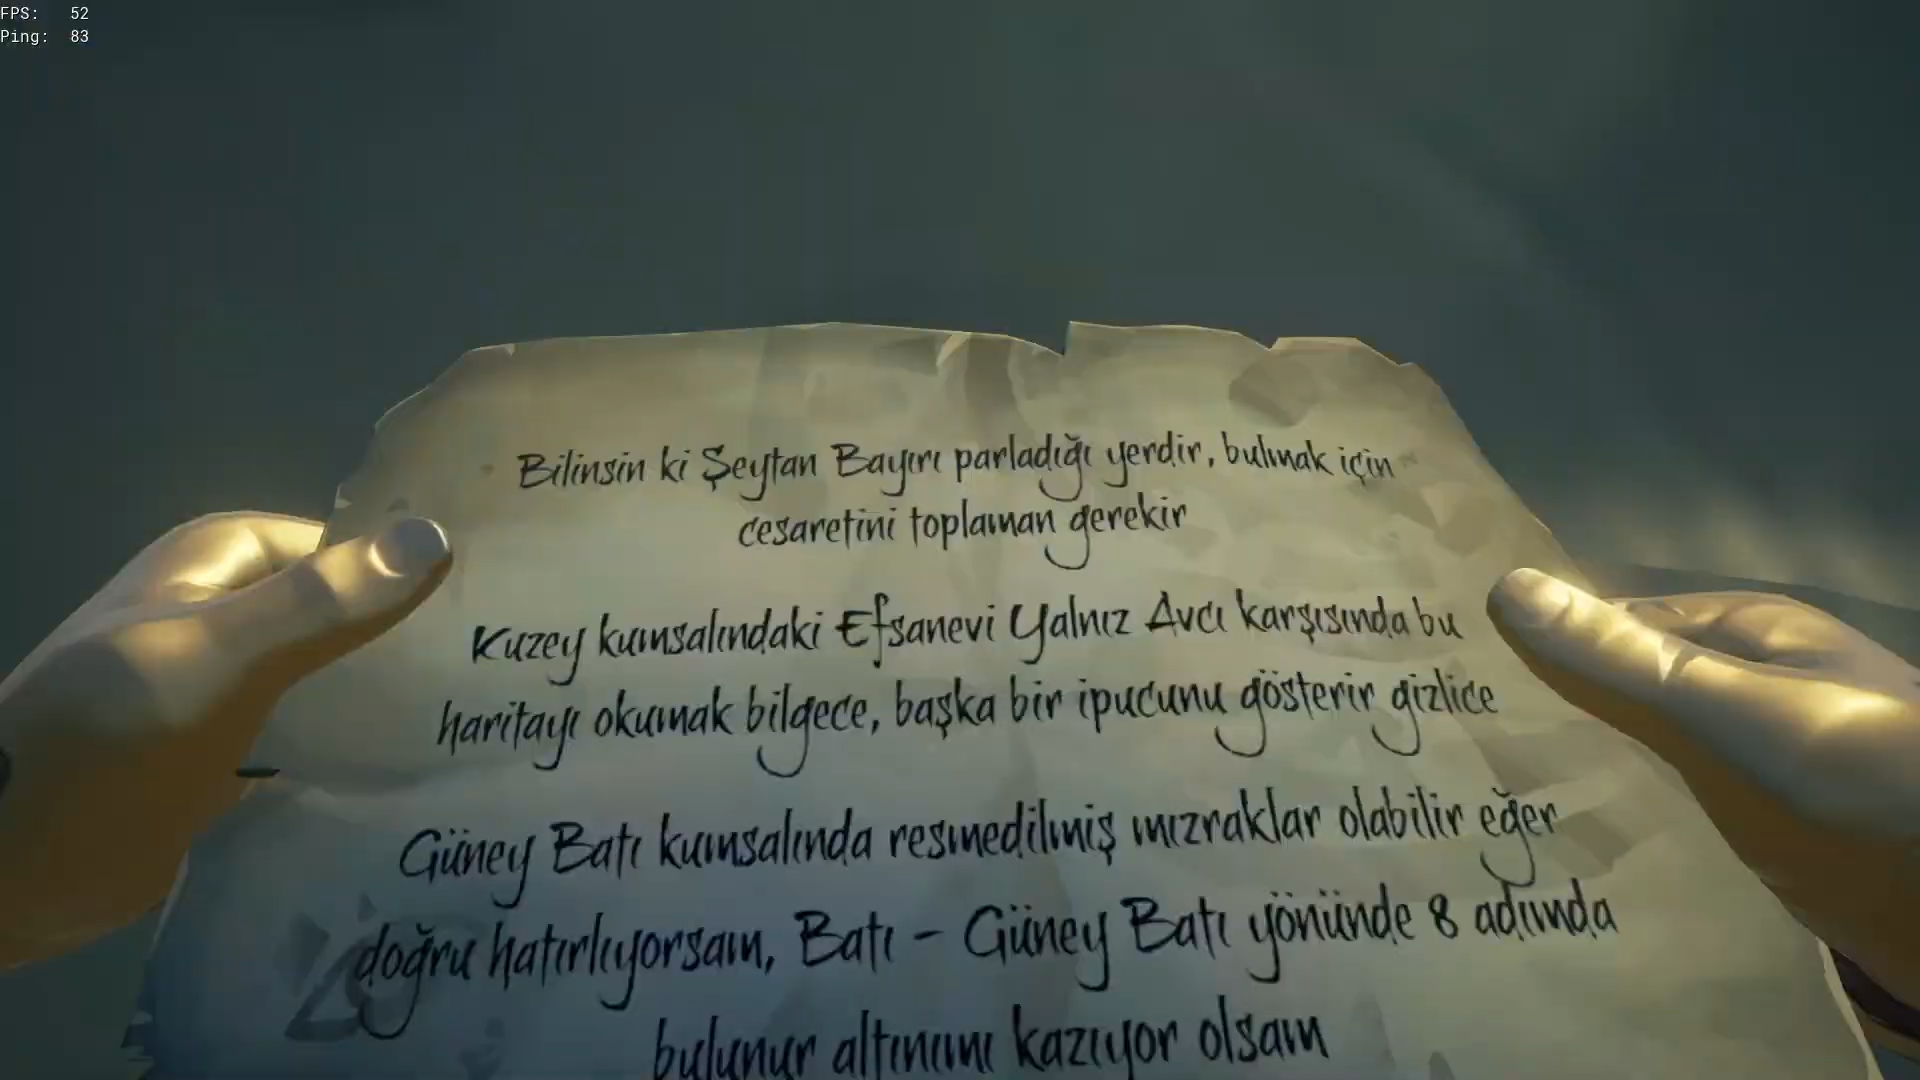 FPS: 52
Ping: 83
Bilinsin ki Şeytan Bayırı parladığı yerdir, bulmak için
cesaretini toplaman gerekir
Kuzey kumsalındaki Efsanevi Yalnız Avcı karşısında bu
haritayı okumak bilgece, başka bir ipucunu gösterir gizlice
Güney Batı kumsalında resmedilmiş mızraklar olabilir eğer
doğru hatırlıyorsam, Batı - Güney Batı yönünde 8 adımda
bulunur altınımı kazıyor olsam